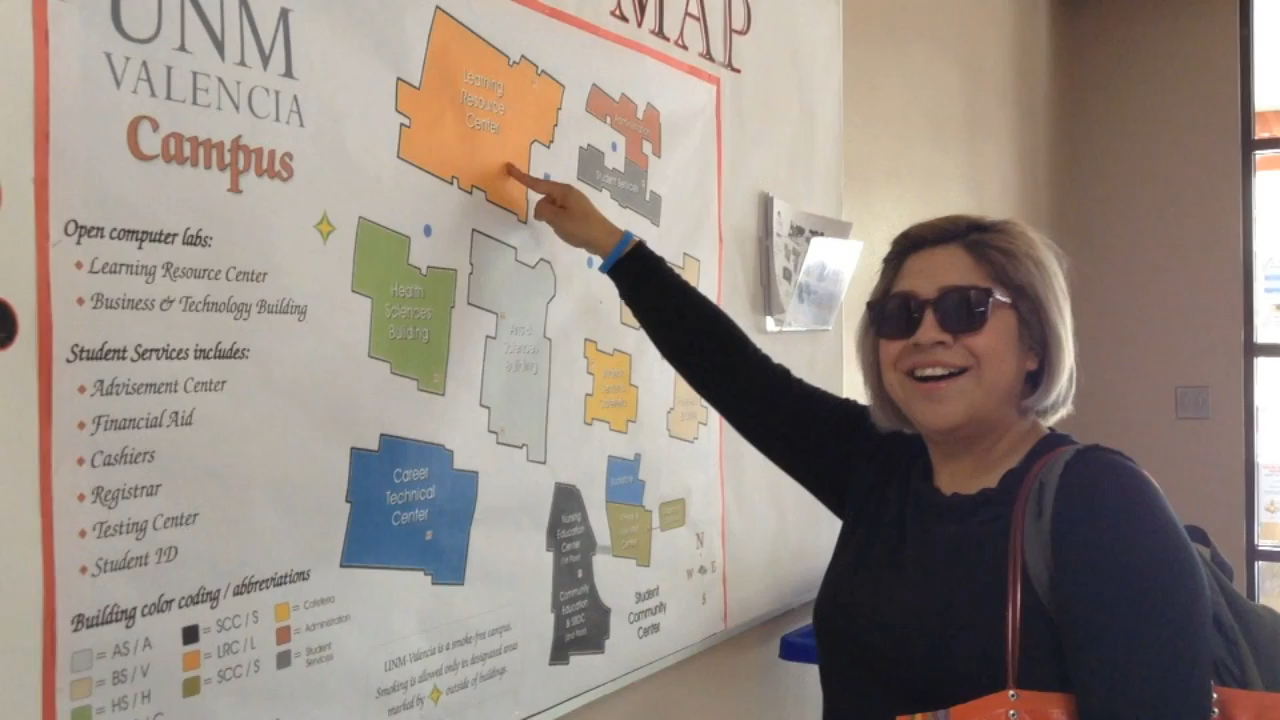 MAP
UNM
VALENCIA
Campus
Open computer labs:
Learning Resource Center
Business & Technology Building
Student Services includes:
Advisement Center
Financial Aid
Cashiers
Registrar
Testing Center
Student ID
Building color coding / abbreviations
= AS / A
= BS / V
= HS / H
= SCC / S
= LRC / L
= SCC / S
= Cafeteria
= Administration
= Student
Services
UNM-Valencia is a smoke-free campus.
Smoking is allowed only in designated areas
marked by outside of buildings.
Learning
Resource
Center
Administration
Student Services
Health
Sciences
Building
Arts &
Sciences
Building
Career
Technical
Center
Nursing
Education
Center
Community
Education
& SBDC
Student
Community
Center
N
W E
S